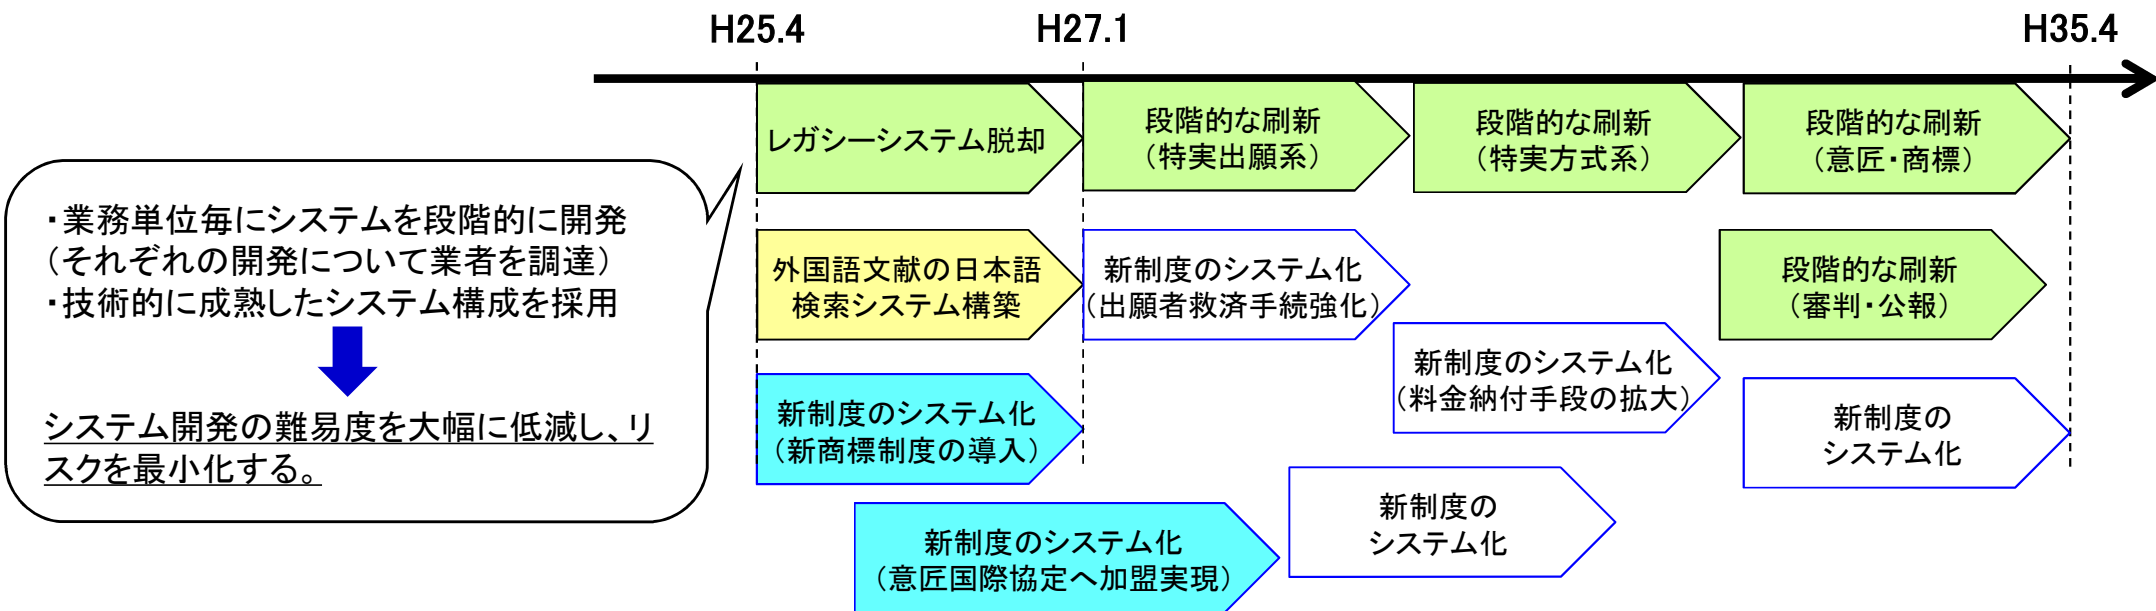 H25.4
H27.1
H35.4
レガシーシステム脱却
段階的な刷新
（特実出願系）
段階的な刷新
（特実方式系）
段階的な刷新
（意匠・商標）
・業務単位毎にシステムを段階的に開発
（それぞれの開発について業者を調達）
・技術的に成熟したシステム構成を採用
システム開発の難易度を大幅に低減し、リ
スクを最小化する。
外国語文献の日本語
検索システム構築
新制度のシステム化
（出願者救済手続強化）
段階的な刷新
（審判・公報）
新制度のシステム化
（料金納付手段の拡大）
新制度のシステム化
（新商標制度の導入）
新制度の
システム化
新制度のシステム化
（意匠国際協定へ加盟実現）
新制度の
システム化